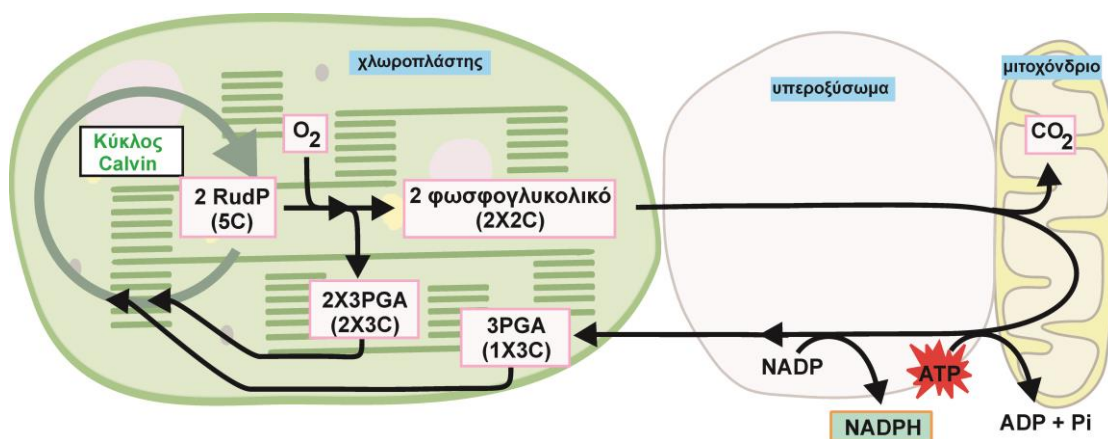 χλωροπλάστης
υπεροξύσωμα
μιτοχόνδριο
Κύκλος
Calvin
O2
CO2
2 RudP
(5C)
2 φωσφογλυκολικό
(2X2C)
2X3PGA
(2X3C)
3PGA
(1X3C)
NADP
ATP
NADPH
ADP + Pi